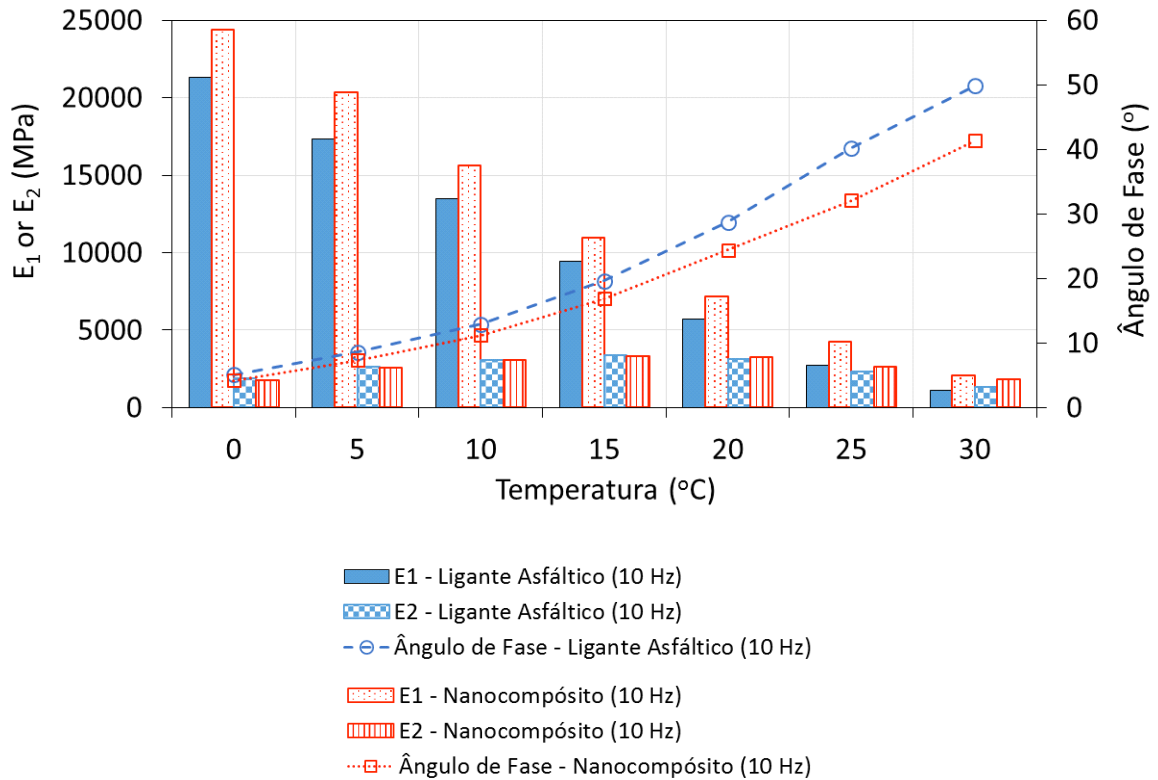 25000
20000
15000
10000
5000
0
E₁ or E₂ (MPa)
60
50
40
30
20
10
0
Ângulo de Fase (º)
0 5 10 15 20 25 30
Temperatura (ºC)
E1 - Ligante Asfáltico (10 Hz)
E2 - Ligante Asfáltico (10 Hz)
Ângulo de Fase - Ligante Asfáltico (10 Hz)
E1 - Nanocompósito (10 Hz)
E2 - Nanocompósito (10 Hz)
Ângulo de Fase - Nanocompósito (10 Hz)